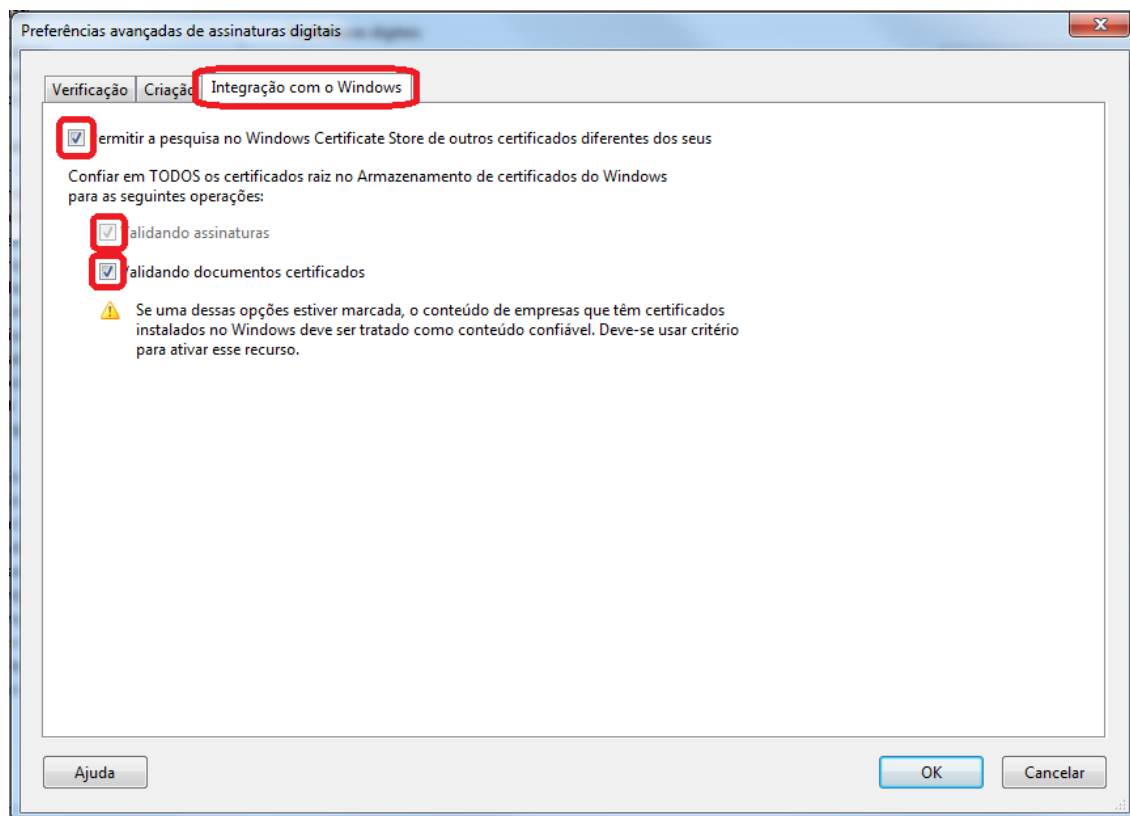 Preferências avançadas de assinaturas digitais
Verificação Criação Integração com o Windows
ermitir a pesquisa no Windows Certificate Store de outros certificados diferentes dos seus
Confiar em TODOS os certificados raiz no Armazenamento de certificados do Windows
para as seguintes operações:
Validando assinaturas
Validando documentos certificados
Se uma dessas opções estiver marcada, o conteúdo de empresas que têm certificados
instalados no Windows deve ser tratado como conteúdo confiável. Deve-se usar critério
para ativar esse recurso.
Ajuda OK Cancelar